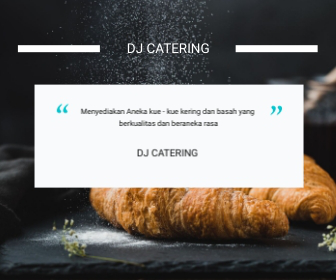 DJ CATERING
“ Menyediakan Aneka kue - kue kering dan basah yang ”
berkualitas dan beraneka rasa
DJ CATERING